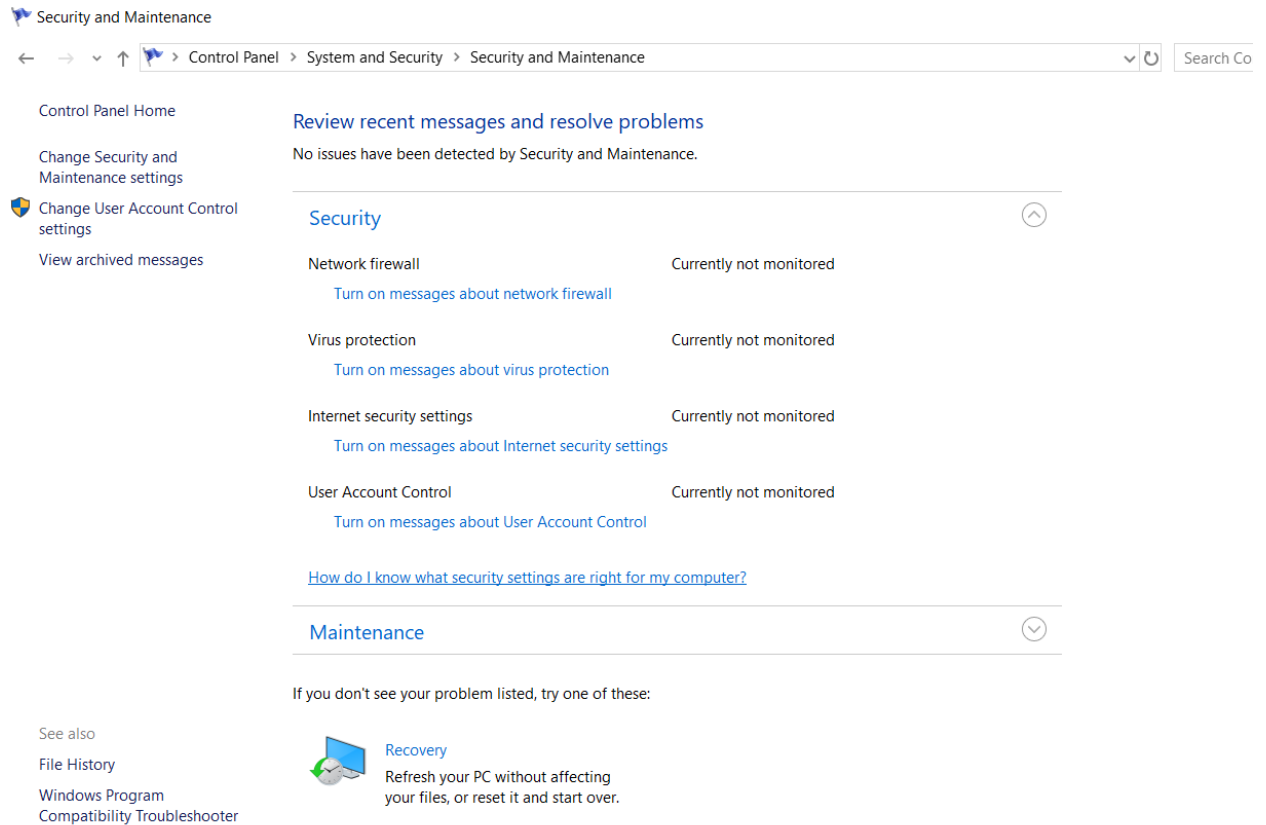 Security and Maintenance
Control Panel > System and Security > Security and Maintenance
Search Co
Control Panel Home
Change Security and
Maintenance settings
Change User Account Control
settings
View archived messages
Review recent messages and resolve problems
No issues have been detected by Security and Maintenance.
Security
Network firewall Currently not monitored
Turn on messages about network firewall
Virus protection Currently not monitored
Turn on messages about virus protection
Internet security settings Currently not monitored
Turn on messages about Internet security settings
User Account Control Currently not monitored
Turn on messages about User Account Control
How do I know what security settings are right for my computer?
Maintenance
If you don't see your problem listed, try one of these:
Recovery
Refresh your PC without affecting
your files, or reset it and start over.
See also
File History
Windows Program
Compatibility Troubleshooter